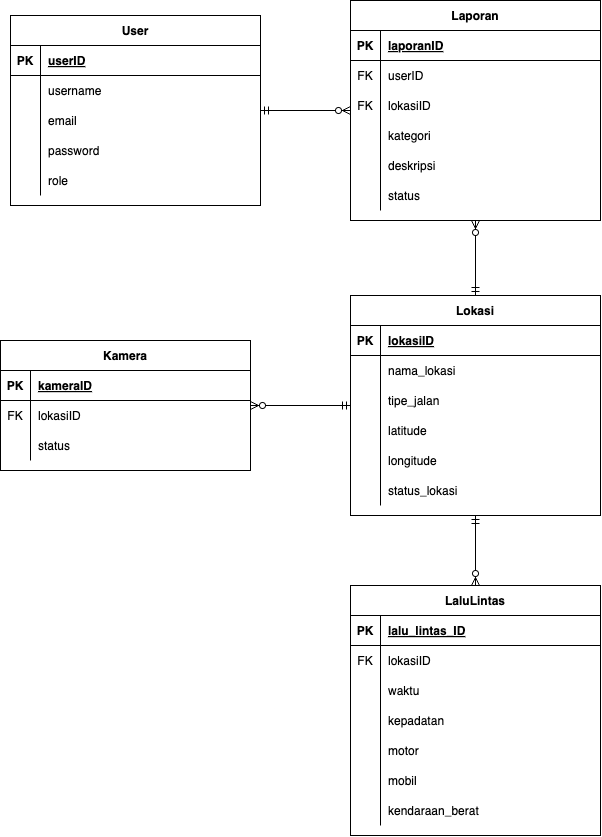 User
PK userID
username
email
password
role
Laporan
PK laporanID
FK userID
FK lokasiID
kategori
deskripsi
status
Kamera
PK kameraID
FK lokasiID
status
Lokasi
PK lokasiID
nama_lokasi
tipe_jalan
latitude
longitude
status_lokasi
LaluLintas
PK lalu_lintas_ID
FK lokasiID
waktu
kepadatan
motor
mobil
kendaraan_berat